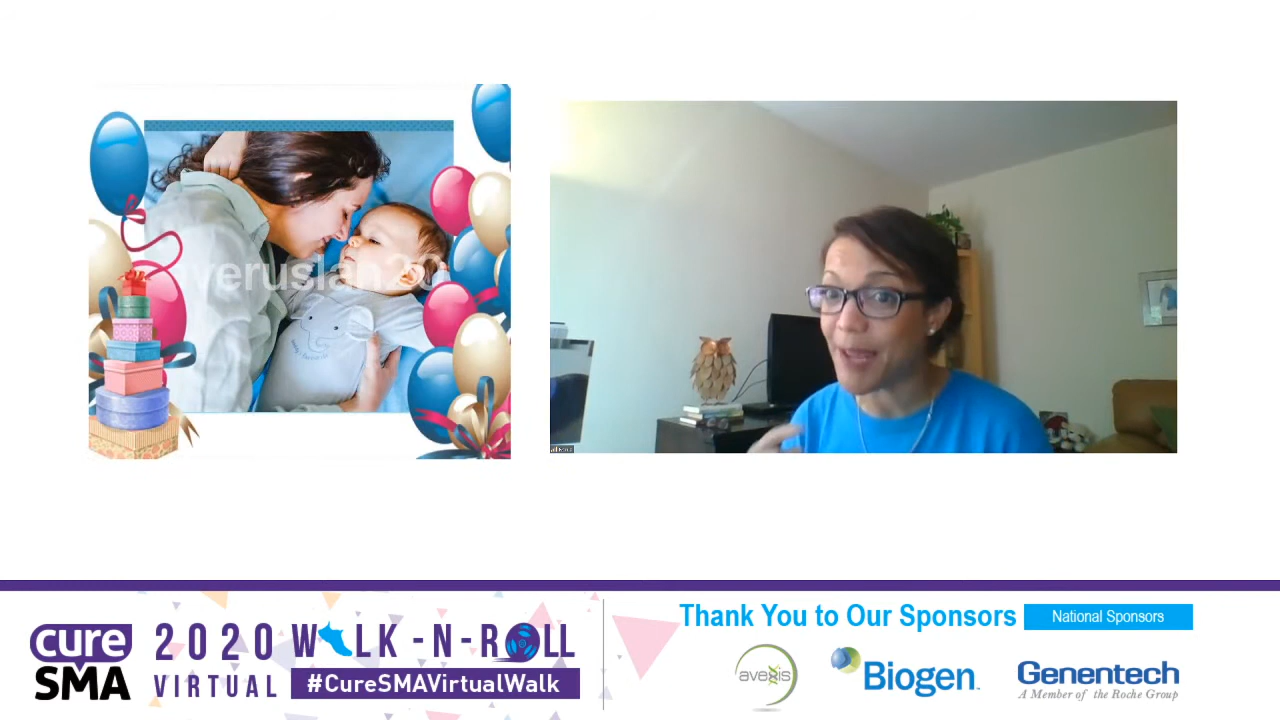 veruslan20
cure
SMA
2020 WALK-N-ROLL
VIRTUAL #CureSMAVirtualWalk
Thank You to Our Sponsors National Sponsors
avexis
Biogen
Genentech
A Member of the Roche Group